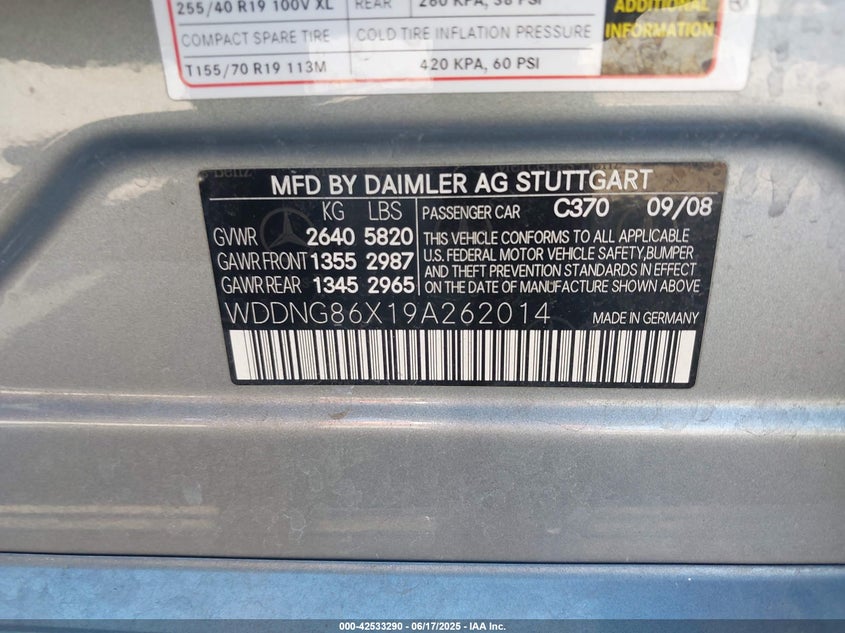 255/40 R19 100V XL REAR 260 KPA, 38 PSI
ADDITIONAL
COMPACT SPARE TIRE COLD TIRE INFLATION PRESSURE
INFORMATION
T155/70 R19 113M 420 KPA, 60 PSI
MFD BY DAIMLER AG STUTTGART
KG LBS PASSENGER CAR C370 09/08
GVWR 2640 5820 THIS VEHICLE CONFORMS TO ALL APPLICABLE
GAWR FRONT 1355 2987 U.S. FEDERAL MOTOR VEHICLE SAFETY, BUMPER
AND THEFT PREVENTION STANDARDS IN EFFECT
GAWR REAR 1345 2965 ON THE DATE OF MANUFACTURE SHOWN ABOVE
WDDNG86X19A262014 MADE IN GERMANY
000-42533290 - 06/17/2025 - IAA Inc.